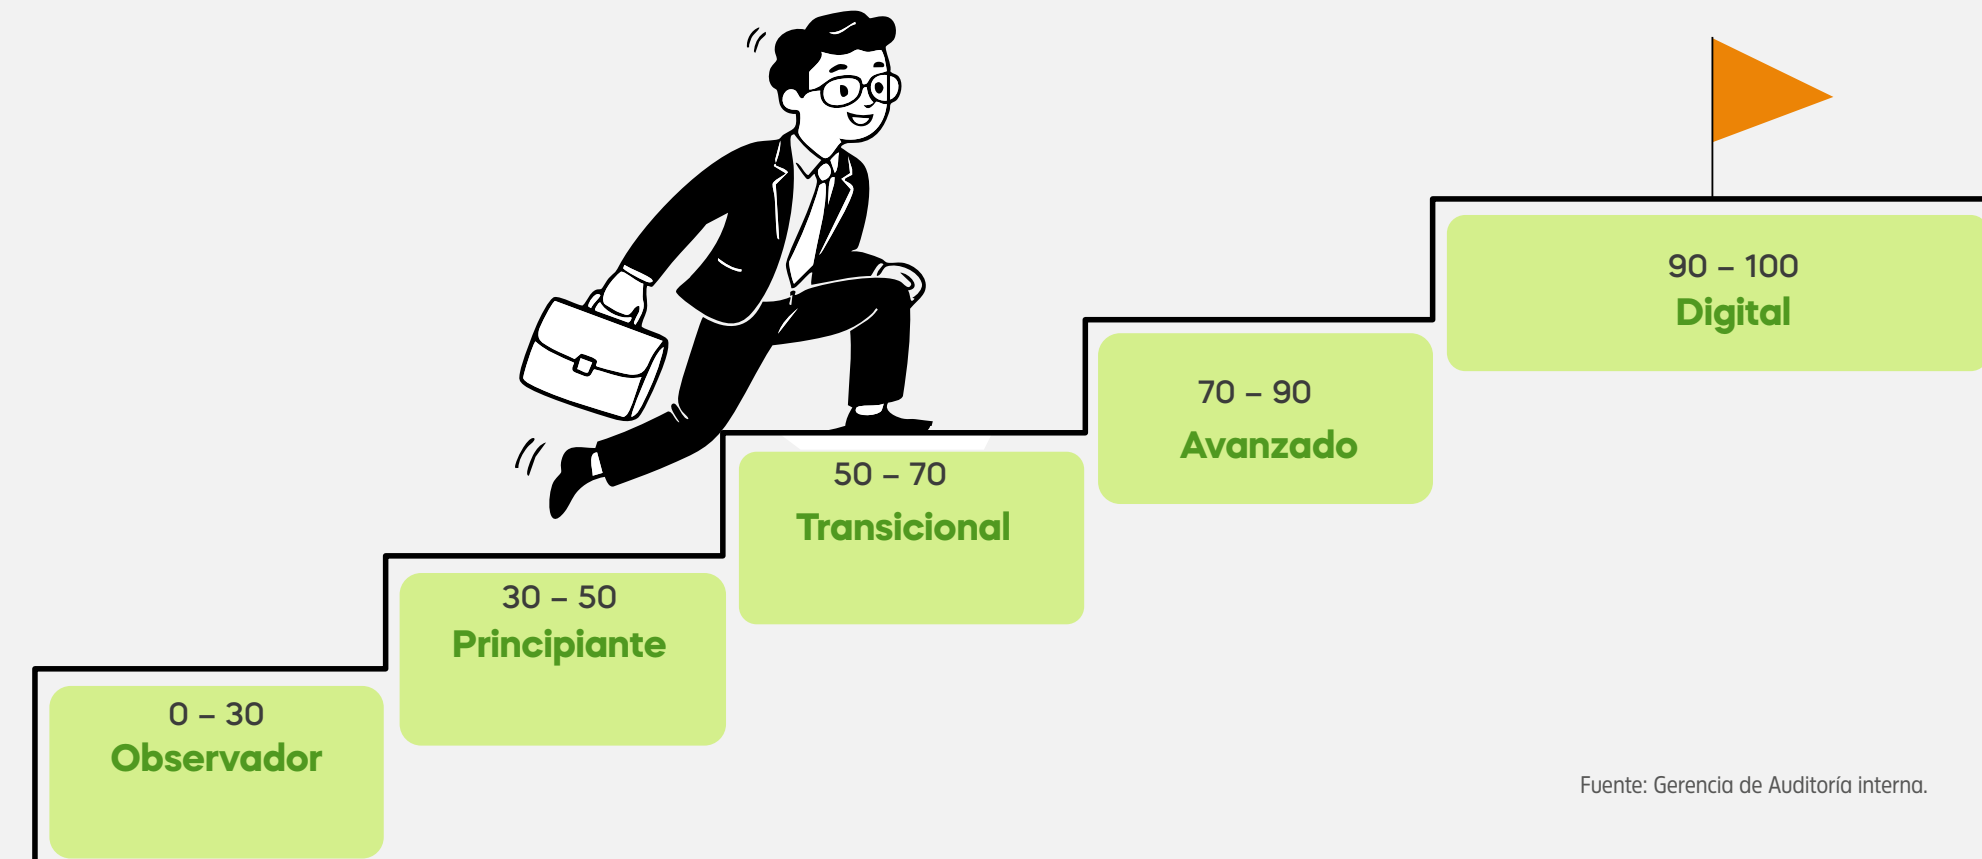 0 – 30
Observador
30 – 50
Principiante
50 – 70
Transicional
70 – 90
Avanzado
90 – 100
Digital
Fuente: Gerencia de Auditoría interna.